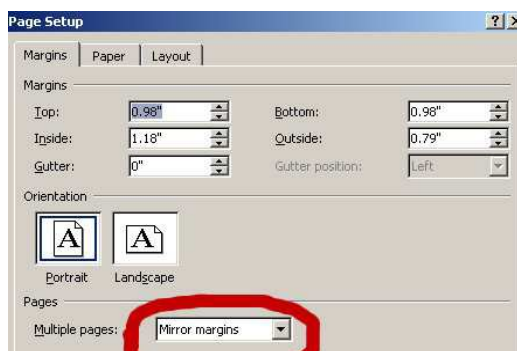 Page Setup
Margins Paper Layout
Margins
Top: 0.98" Bottom: 0.98"
Inside: 1.18" Outside: 0.79"
Gutter: 0" Gutter position: Left
Orientation
A A
Portrait Landscape
Pages
Multiple pages: Mirror margins